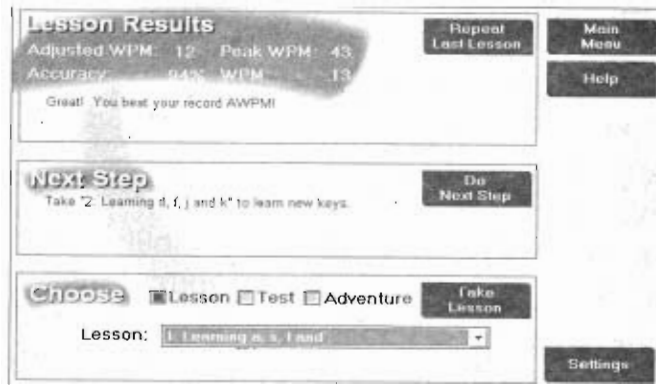 Lesson Results
Adjusted WPM: 12 Peak WPM: 43
Accuracy: 94% WPM 13
Great! You beat your record AWPM!
Repeat
Last Lesson
Main
Menu
Help
Next Step
Take "2: Learning d, f, j and k" to learn new keys.
Do
Next Step
Choose Lesson Test Adventure
Take
Lesson
Lesson: Learning a, s, l and
Settings